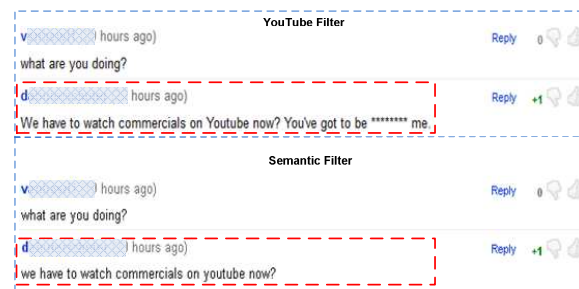 YouTube Filter
v hours ago) Reply 0
what are you doing?
d hours ago) Reply +1
We have to watch commercials on Youtube now? You've got to be ******** me.
Semantic Filter
v hours ago) Reply 0
what are you doing?
d hours ago) Reply +1
we have to watch commercials on youtube now?